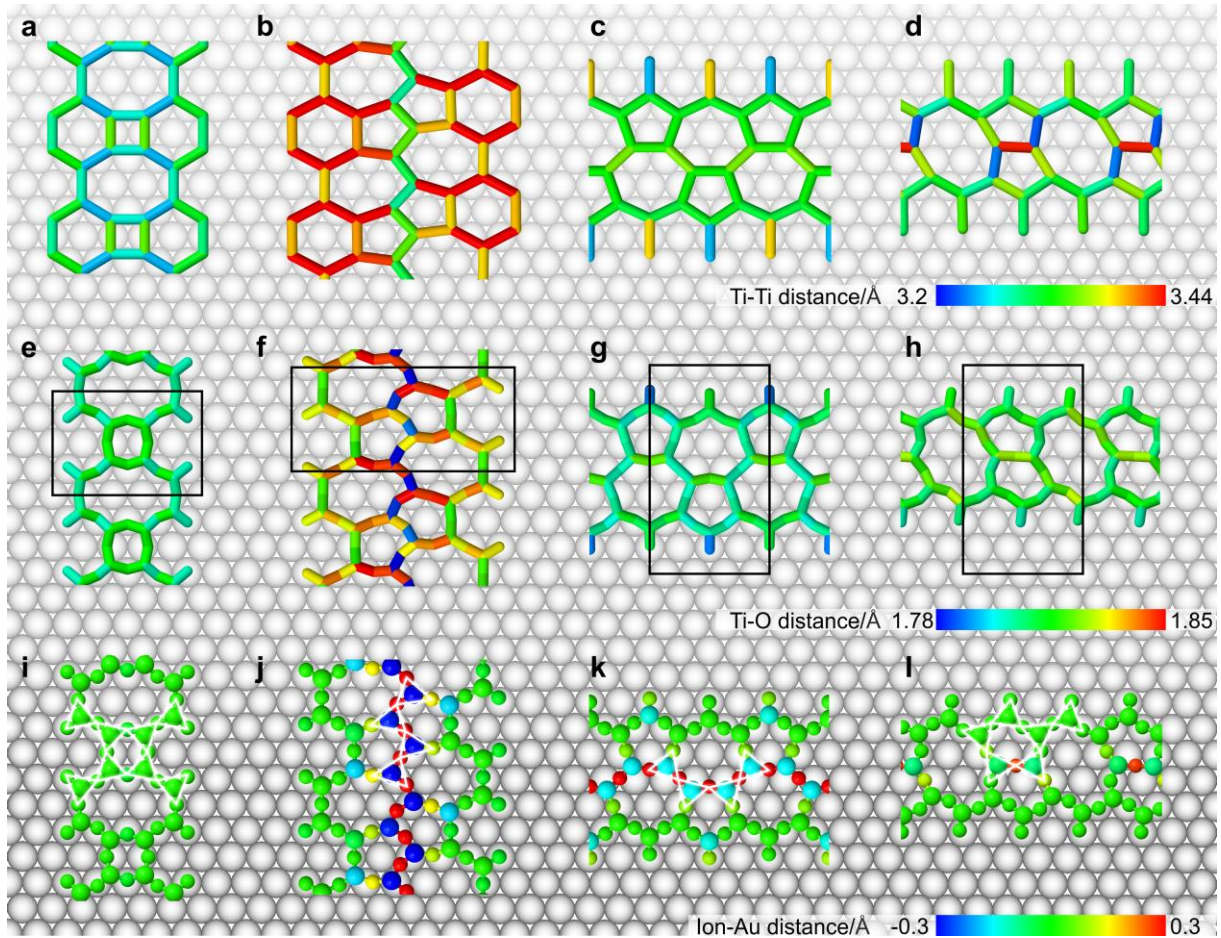 a b c d
Ti-Ti distance/Å 3.2 3.44
e f g h
Ti-O distance/Å 1.78 1.85
i j k l
Ion-Au distance/Å -0.3 0.3